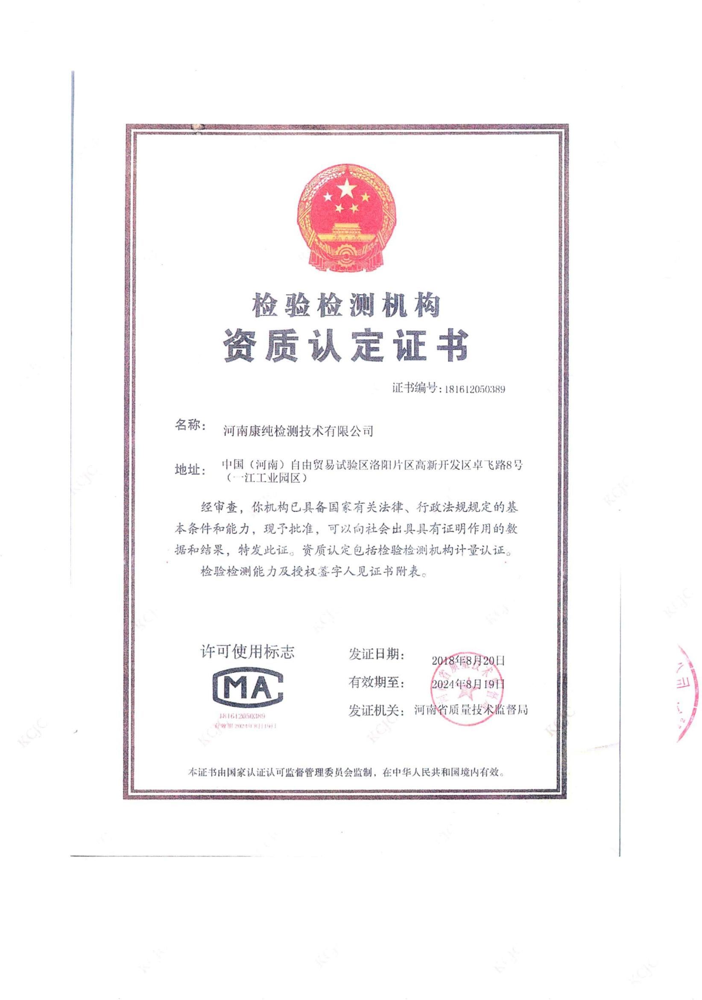 检验检测机构
资质认定证书
证书编号:181612050389
名称： 河南康纯检测技术有限公司
地址： 中国（河南）自由贸易试验区洛阳片区高新开发区卓飞路8号
（一江工业园区）
经审查，你机构已具备国家有关法律、行政法规规定的基
本条件和能力，现予批准，可以向社会出具具有证明作用的数
据和结果，特发此证。资质认定包括检验检测机构计量认证。
检验检测能力及授权签字人见证书附表。
许可使用标志
MA
181612050389
有效期2024年8月19日
发证日期： 2018年8月20日
有效期至： 2024年8月19日
发证机关： 河南省质量技术监督局
本证书由国家认证认可监督管理委员会监制，在中华人民共和国境内有效。
KCJC